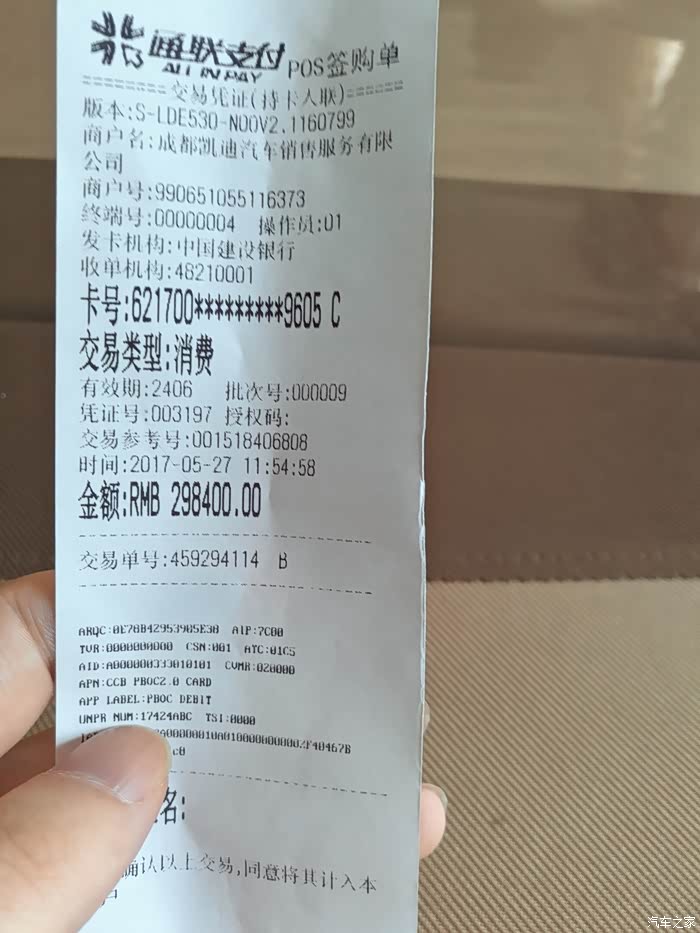 通联支付
ALL IN PAY POS签购单
交易凭证(持卡人联)
版本:S-LDE530-N00V2.1160799
商户名:成都凯迪汽车销售服务有限
公司
商户号:990651055116373
终端号:00000004 操作员:01
发卡机构:中国建设银行
收单机构:48210001
卡号:621700*********9605 C
交易类型:消费
有效期:2406 批次号:000009
凭证号:003197 授权码:
交易参考号:001518406808
时间:2017-05-27 11:54:58
金额:RMB 298400.00
交易单号:459294114 B
ARQC:0E78B42953905E30 AIP:7C00
TVR:0000000000 CSN:001 ATC:01C5
AID:A000000333010101 CVMR:020000
APN:CCB PBOC2.0 CARD
APP LABEL:PBOC DEBIT
UNPR NUM:17424ABC TSI:0000
名:
确认以上交易,同意将其计入本
户
汽车之家